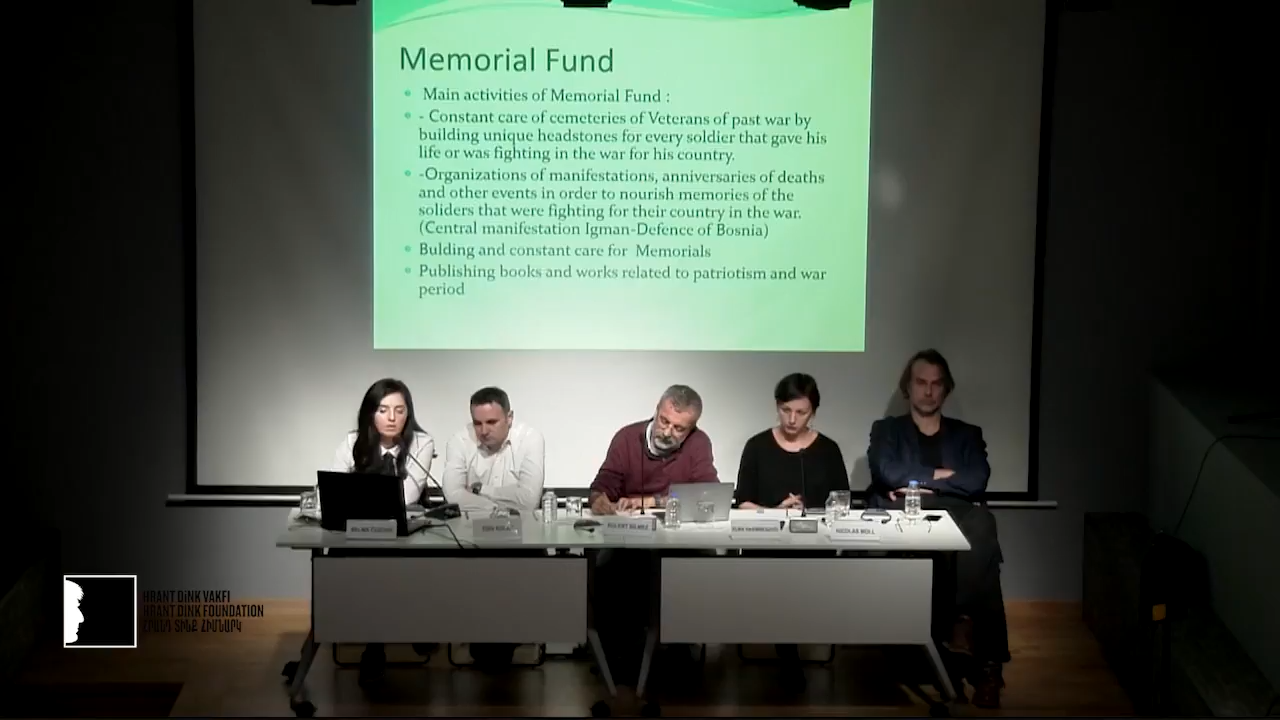 Memorial Fund
Main activities of Memorial Fund :
- Constant care of cemeteries of Veterans of past war by
building unique headstones for every soldier that gave his
life or was fighting in the war for his country.
-Organizations of manifestations, anniversaries of deaths
and other events in order to nourish memories of the
soliders that were fighting for their country in the war.
(Central manifestation Igman-Defence of Bosnia)
Bulding and constant care for Memorials
Publishing books and works related to patriotism and war
period
BÜLENT BİLMEZ
NICOLAS MOLL
HRANT DİNK VAKFI
HRANT DINK FOUNDATION
ՀՐԱՆԴ ՏԻՆՔ ՀԻՄՆԱՐԿ